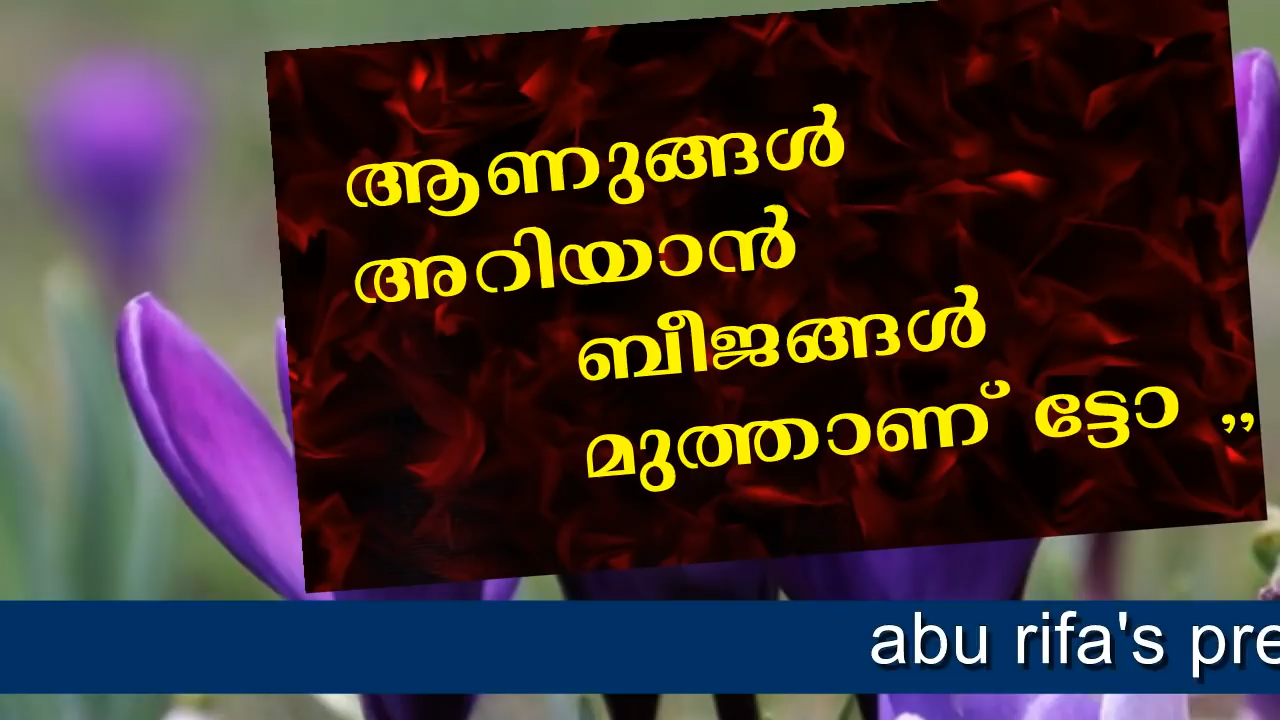 ആണുങ്ങൾ
അറിയാൻ
ബീജങ്ങൾ
മുത്താണ് ട്ടോ ,,
abu rifa's pre